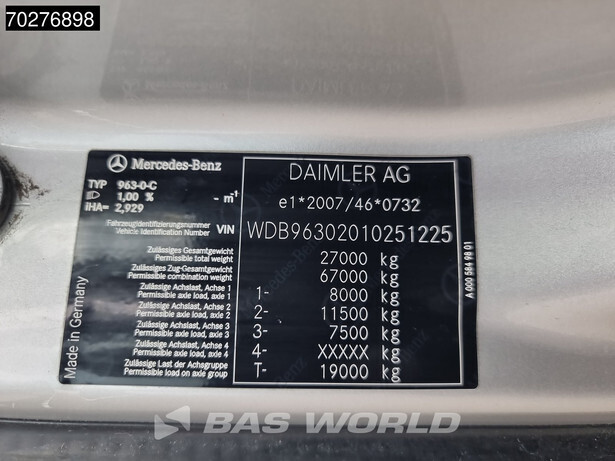 70276898
Mercedes-Benz
DAIMLER AG
TYP 963-0-C
1,00 % - m⁻¹
e1*2007/46*0732
iHA= 2,929
Fahrzeugidentifizierungsnummer
Vehicle Identification Number VIN WDB96302010251225
Zulässiges Gesamtgewicht
Permissible total weight 27000 kg
Zulässiges Zug-Gesamtgewicht
Permissible combination weight 67000 kg
Zulässige Achslast, Achse 1
Permissible axle load, axle 1 1- 8000 kg
Zulässige Achslast, Achse 2
Permissible axle load, axle 2 2- 11500 kg
Zulässige Achslast, Achse 3
Permissible axle load, axle 3 3- 7500 kg
Zulässige Achslast, Achse 4
Permissible axle load, axle 4 4- XXXXX kg
Zulässige Last der Achsgruppe
Permissible load on axle group T- 19000 kg
Made in Germany
A 000 584 98 01
BAS WORLD